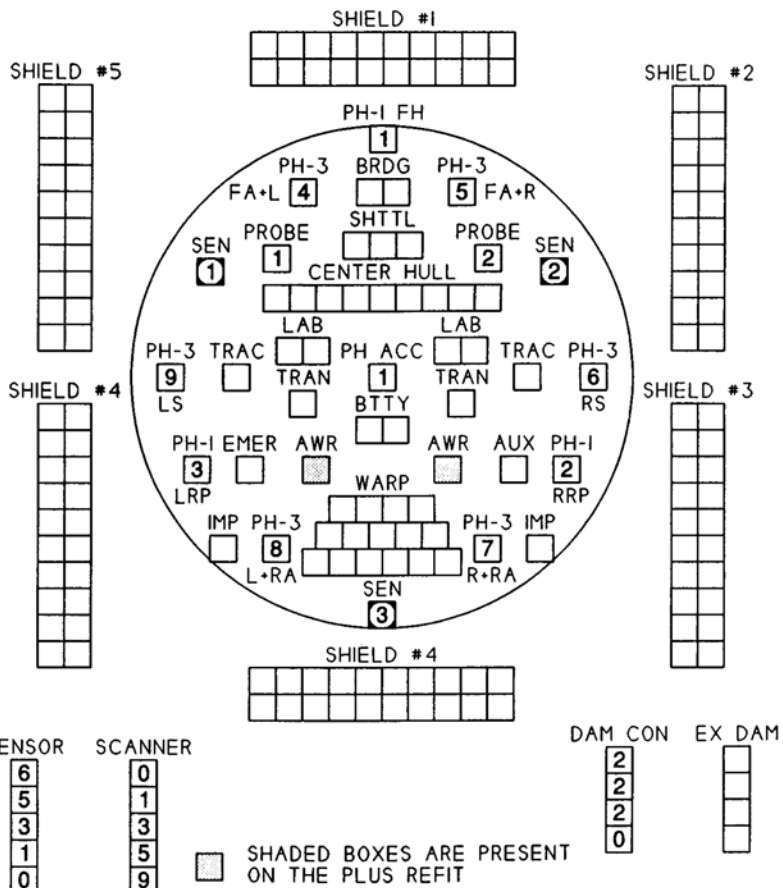 SHIELD #1
SHIELD #5
SHIELD #2
PH-1 FH
1
PH-3 BRDG PH-3
FA+L 4 5 FA+R
SHTTL
SEN PROBE PROBE SEN
1 1 2 2
CENTER HULL
LAB LAB
PH-3 TRAC PH ACC TRAC PH-3
9 1 6
LS TRAN TRAN RS
SHIELD #4
SHIELD #3
BTTY
PH-1 EMER AWR AWR AUX PH-1
3 2
LRP WARP RRP
IMP PH-3 PH-3 IMP
8 7
L+RA R+RA
SEN
3
SHIELD #4
ENSOR SCANNER DAM CON EX DAM
6 0 2
5 1 2
3 3 2
1 5 0
0 9
SHADED BOXES ARE PRESENT
ON THE PLUS REFIT